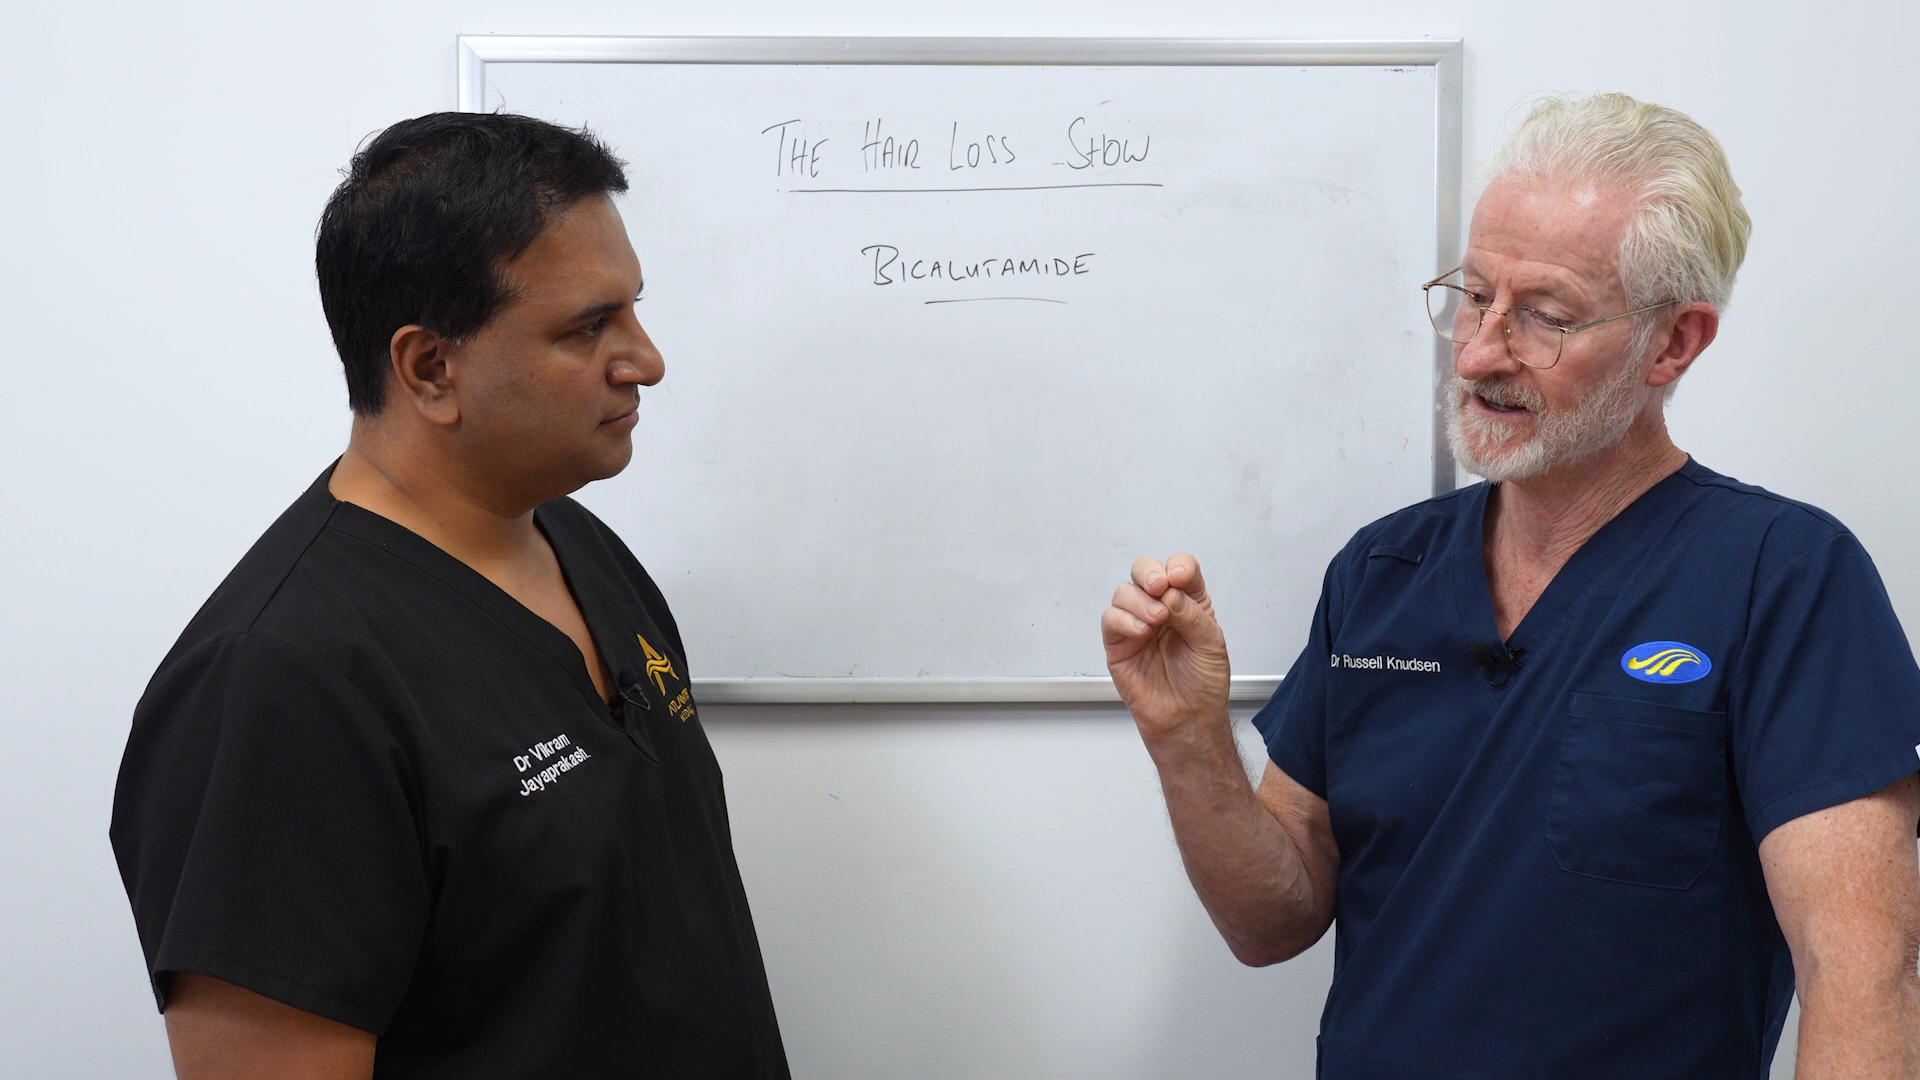 THE HAIR LOSS SHOW
BICALUTAMIDE
Dr Vikram
Jayaprakash
Dr Russell Knudsen